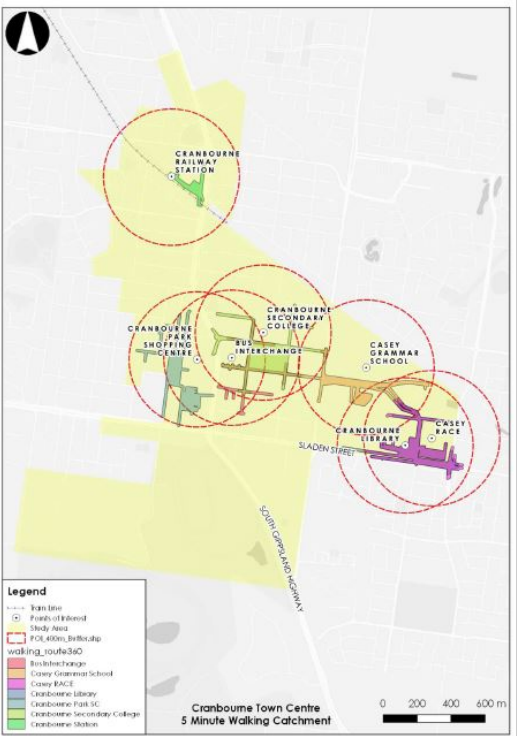 CRANBOURNE
RAILWAY
STATION
CRANBOURNE
SECONDARY
COLLEGE
CRANBOURNE
PARK
SHOPPING
CENTRE
BUS
INTERCHANGE
CASEY
GRAMMAR
SCHOOL
CASEY
RACE
CRANBOURNE
LIBRARY
SLADEN STREET
SOUTH GIPPSLAND HIGHWAY
Legend
Train Line
Points of Interest
Study Area
POI_400m_Buffer.shp
walking_route360
Bus Interchange
Casey Grammar School
Casey RACE
Cranbourne Library
Cranbourne Park SC
Cranbourne Secondary College
Cranbourne Station
Cranbourne Town Centre
5 Minute Walking Catchment
0 200 400 600 m